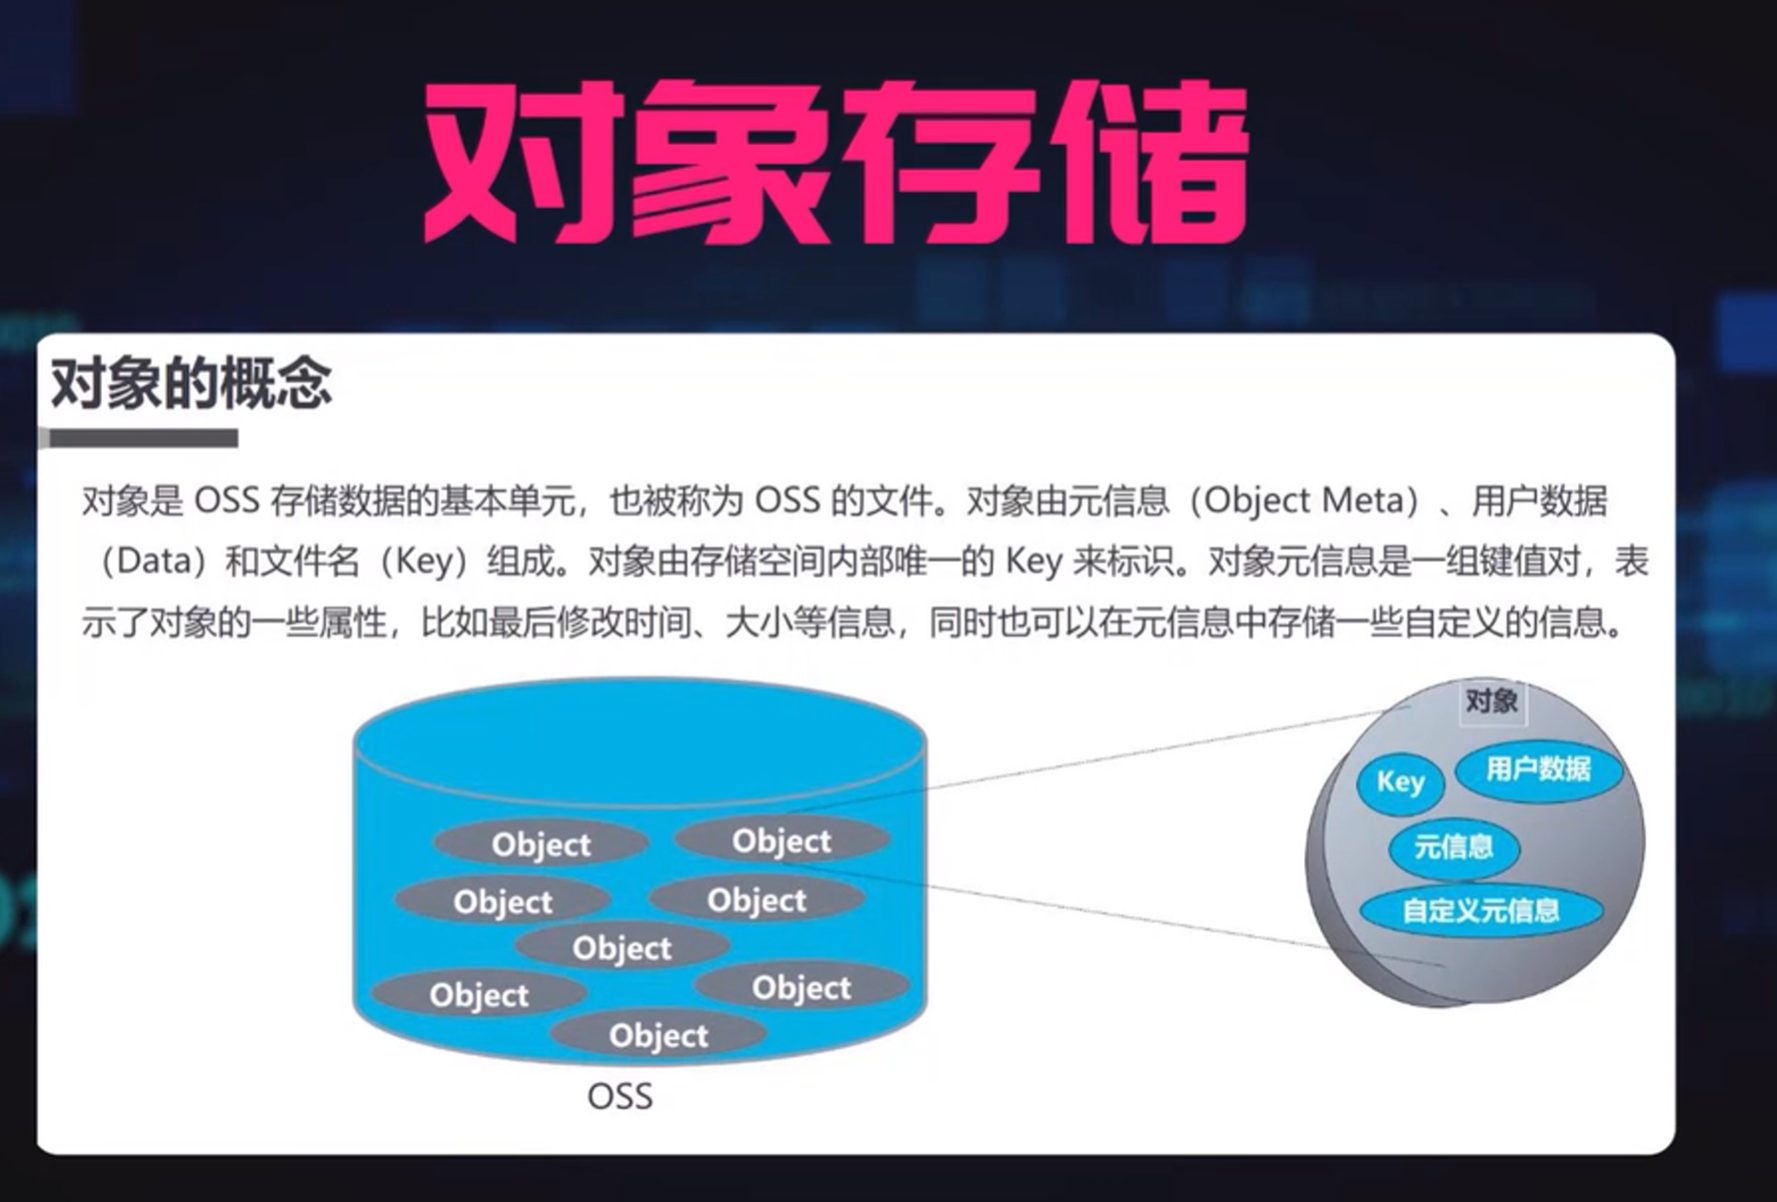 对象存储
对象的概念
对象是 OSS 存储数据的基本单元，也被称为 OSS 的文件。对象由元信息（Object Meta）、用户数据
（Data）和文件名（Key）组成。对象由存储空间内部唯一的 Key 来标识。对象元信息是一组键值对，表
示了对象的一些属性，比如最后修改时间、大小等信息，同时也可以在元信息中存储一些自定义的信息。
Object
Object
Object
Object
Object
Object
Object
Object
OSS
对象
Key
用户数据
元信息
自定义元信息